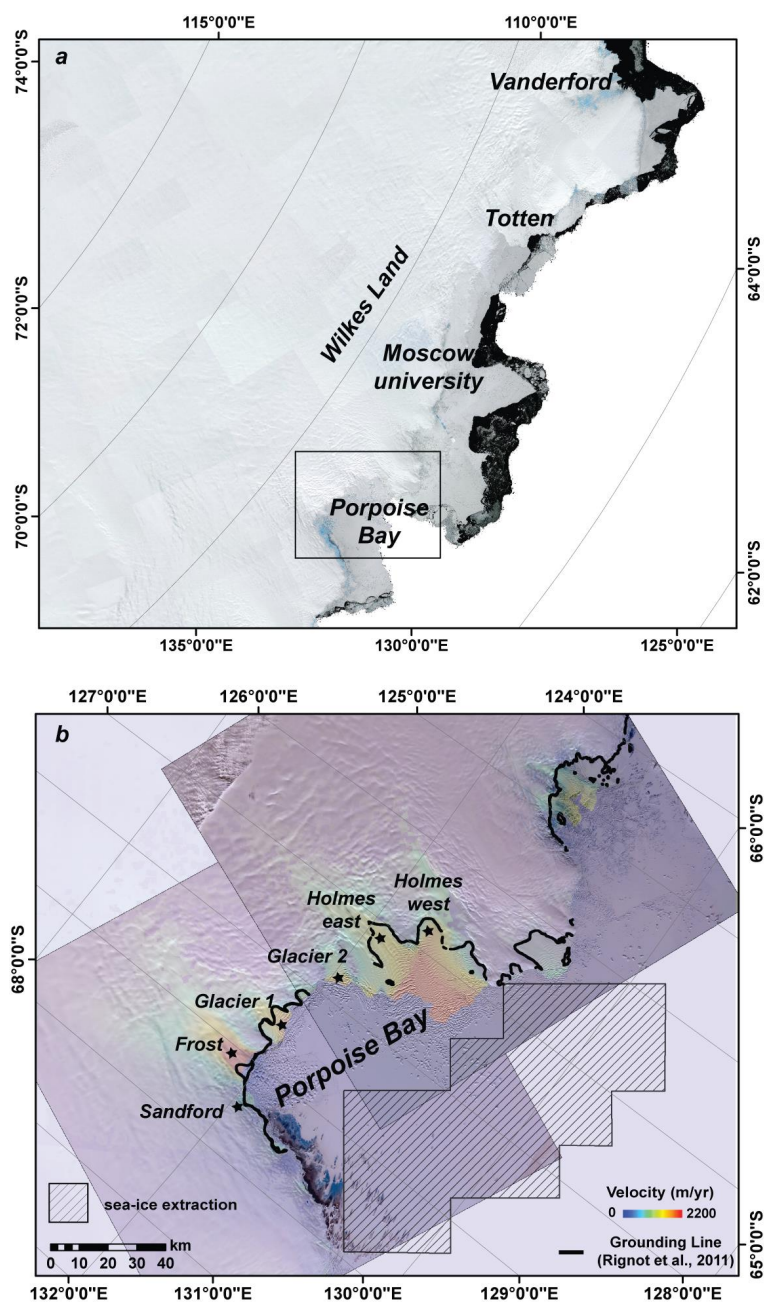 115°0'0"E
110°0'0"E
a
74°0'0"S
Vanderford
Totten
64°0'0"S
Wilkes Land
72°0'0"S
Moscow
university
Porpoise
Bay
70°0'0"S
62°0'0"S
135°0'0"E
130°0'0"E
125°0'0"E
127°0'0"E
126°0'0"E
125°0'0"E
124°0'0"E
b
66°0'0"S
Holmes
west
Holmes
east
Glacier 2
68°0'0"S
Glacier 1
Frost
Porpoise Bay
Sandford
sea-ice extraction
Velocity (m/yr)
0 2200
km
0 10 20 30 40
Grounding Line
(Rignot et al., 2011)
65°0'0"S
132°0'0"E
131°0'0"E
130°0'0"E
129°0'0"E
128°0'0"E